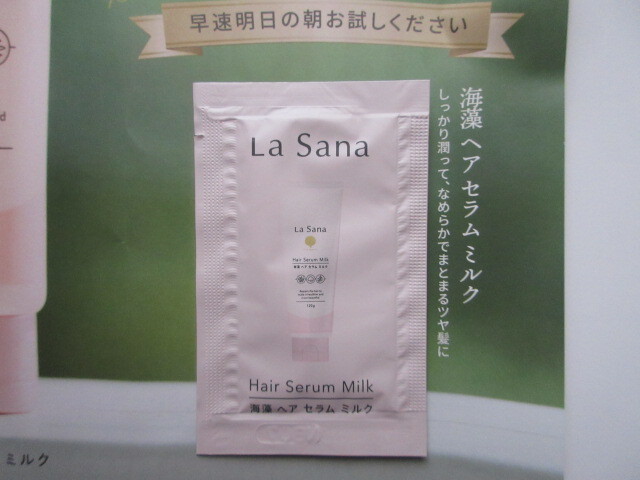 早速明日の朝お試しください
La Sana
La Sana
Hair Serum Milk
海藻 ヘア セラム ミルク
120g
Hair Serum Milk
海藻 ヘア セラム ミルク
海藻 ヘア セラム ミルク
しっかり潤って、なめらかでまとまるツヤ髪に
d
ミルク